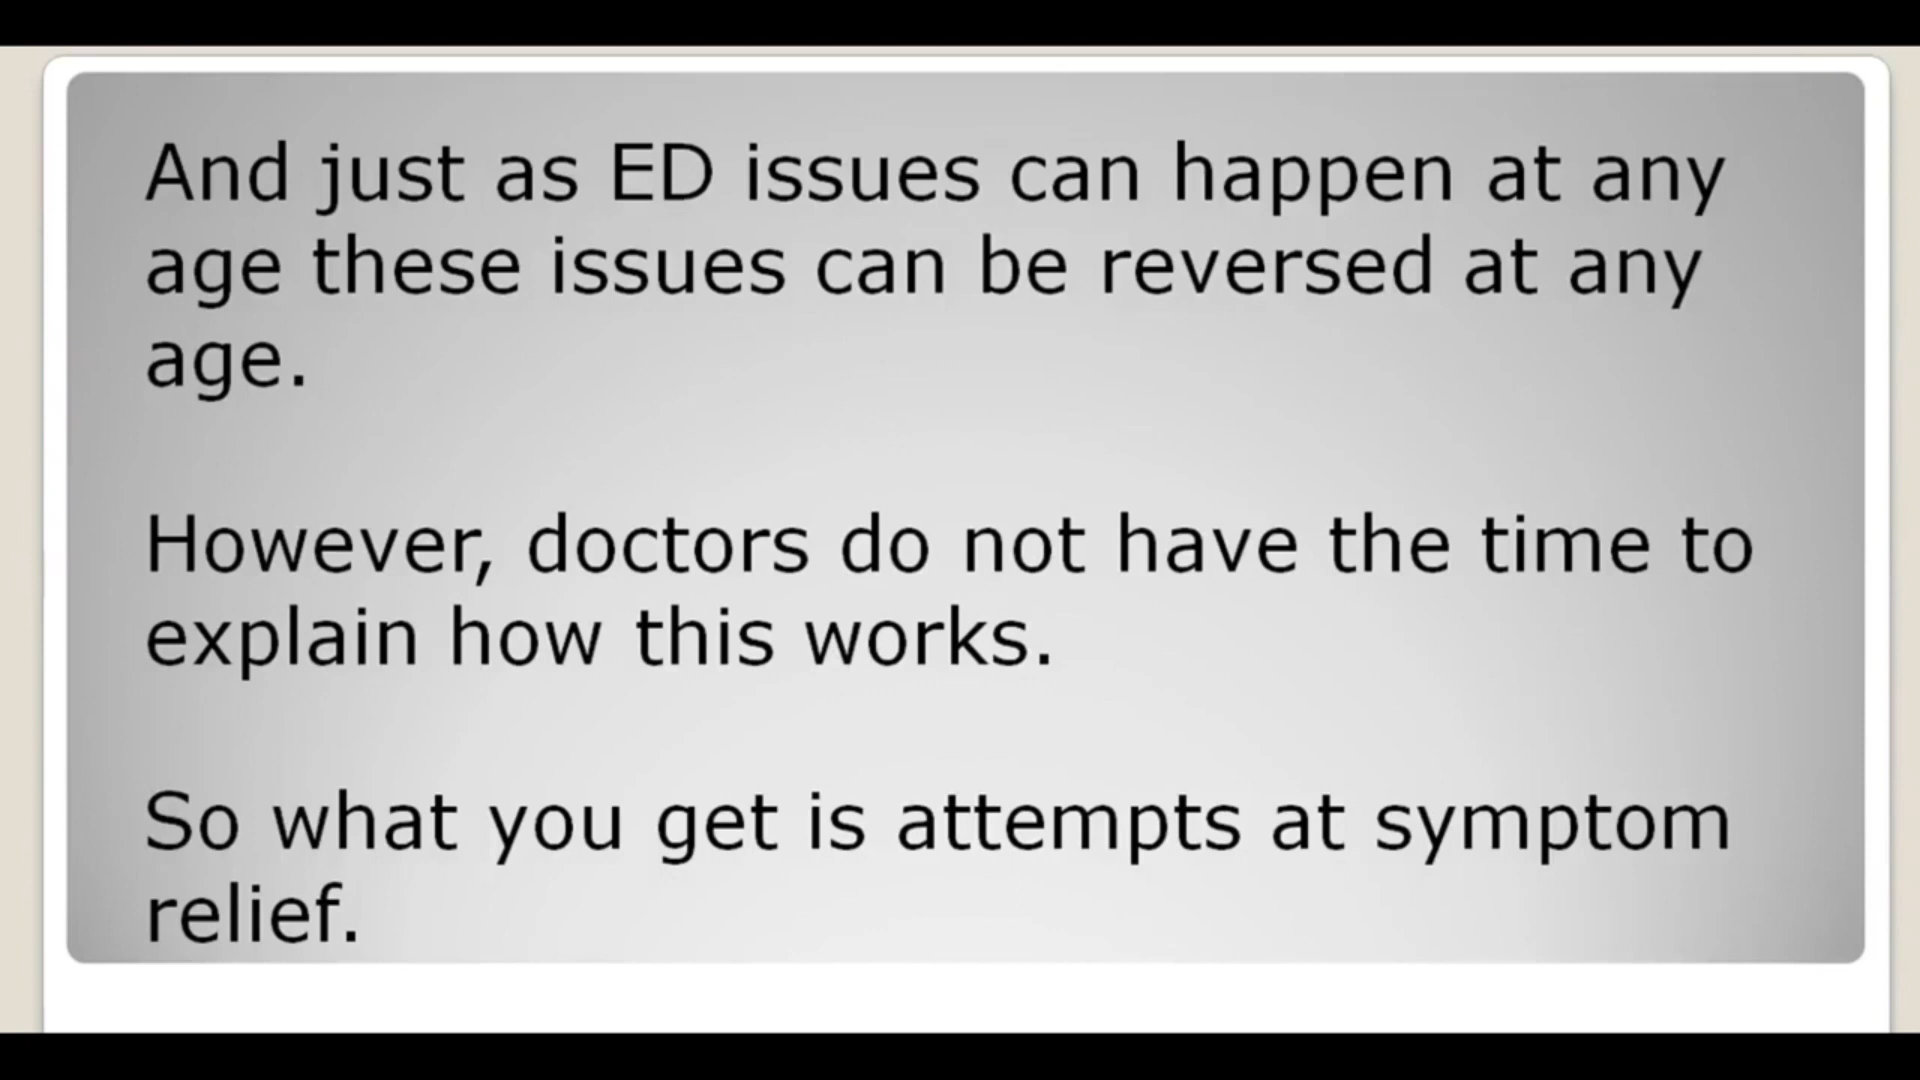 And just as ED issues can happen at any
age these issues can be reversed at any
age.
However, doctors do not have the time to
explain how this works.
So what you get is attempts at symptom
relief.